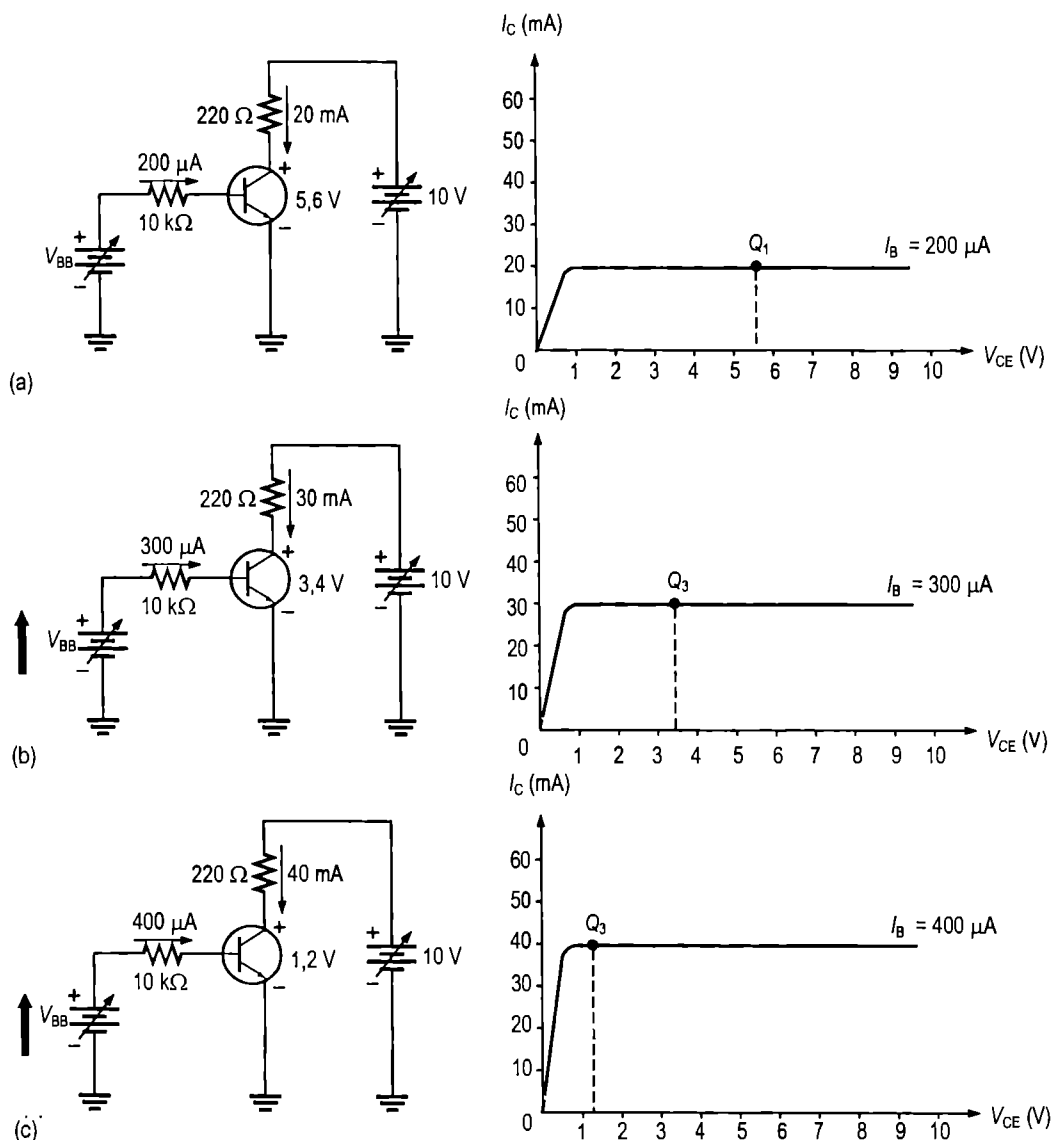 I_C (mA)
60
50
40
30
20
10
0
1 2 3 4 5 6 7 8 9 10
V_CE (V)
Q_1
I_B = 200 µA
220 Ω
20 mA
200 µA
10 kΩ
+
5,6 V
–
+
V_BB
–
+
10 V
–
(a)
I_C (mA)
60
50
40
30
20
10
0
1 2 3 4 5 6 7 8 9 10
V_CE (V)
Q_3
I_B = 300 µA
220 Ω
30 mA
300 µA
10 kΩ
+
3,4 V
–
+
V_BB
–
+
10 V
–
(b)
I_C (mA)
60
50
40
30
20
10
0
1 2 3 4 5 6 7 8 9 10
V_CE (V)
Q_3
I_B = 400 µA
220 Ω
40 mA
400 µA
10 kΩ
+
1,2 V
–
+
V_BB
–
+
10 V
–
(c)